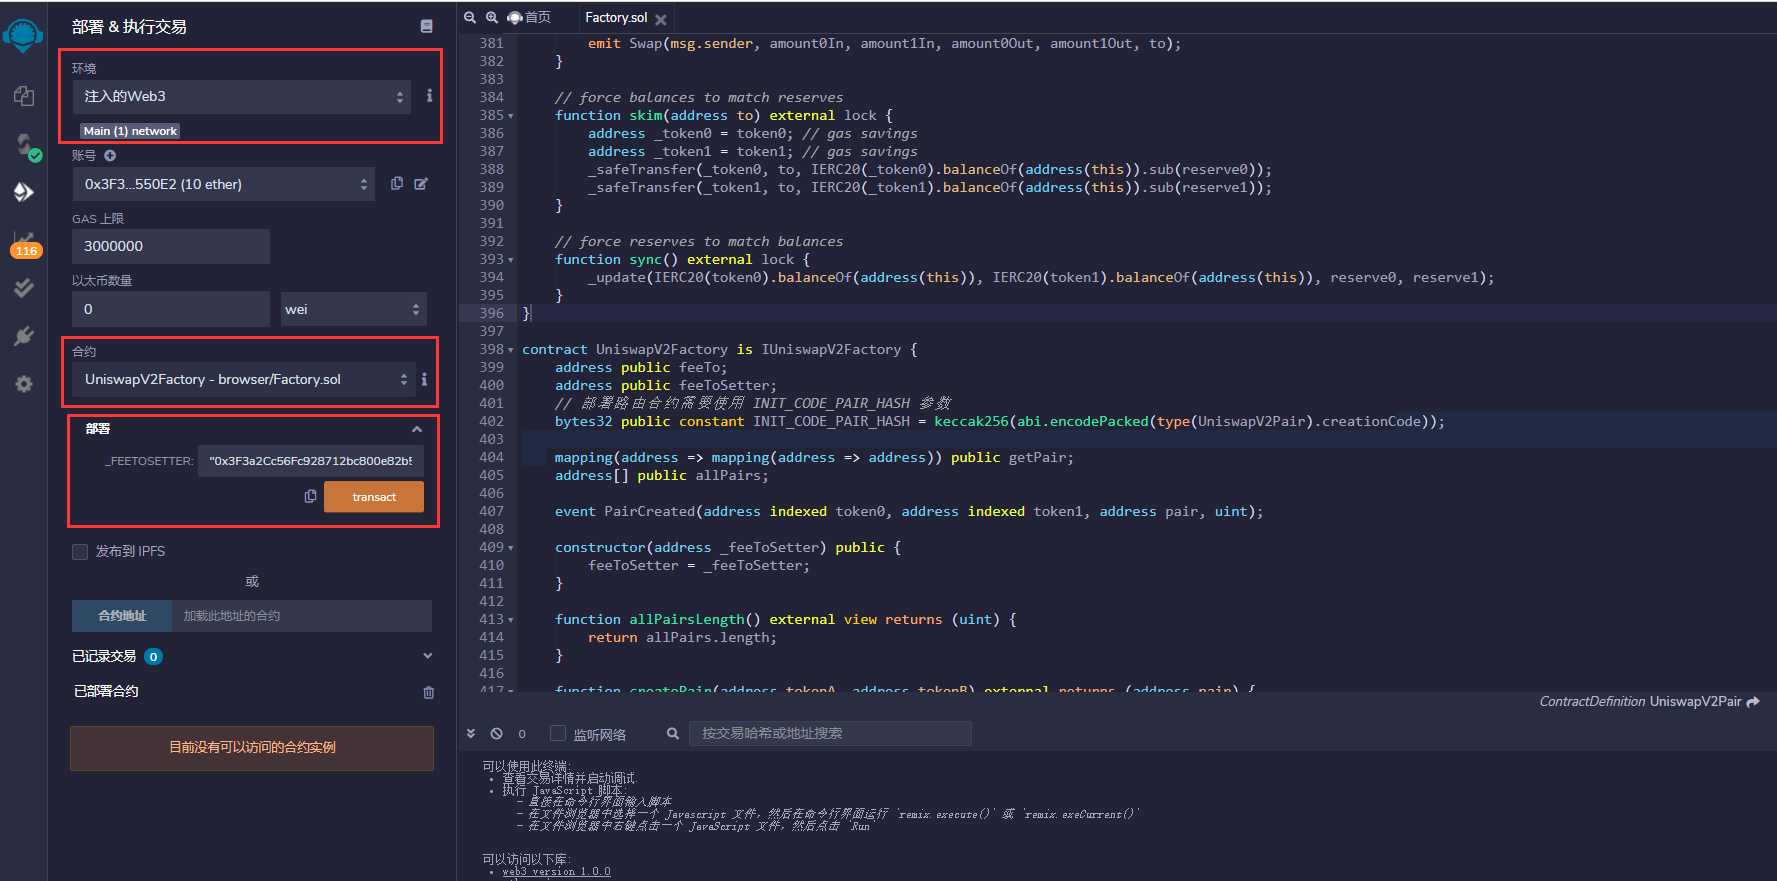 部署 & 执行交易
环境
注入的Web3
Main (1) network
账号
0x3F3...550E2 (10 ether)
GAS 上限
3000000
以太币数量
0
wei
合约
UniswapV2Factory - browser/Factory.sol
部署
_FEETOSETTER:
"0x3F3a2Cc56Fc928712bc800e82b5
transact
发布到 IPFS
或
合约地址
加载此地址的合约
已记录交易 0
已部署合约
目前没有可以访问的合约实例
116
首页
Factory.sol
381 emit Swap(msg.sender, amount0In, amount1In, amount0Out, amount1Out, to);
382 }
383
384 // force balances to match reserves
385 function skim(address to) external lock {
386 address _token0 = token0; // gas savings
387 address _token1 = token1; // gas savings
388 _safeTransfer(_token0, to, IERC20(_token0).balanceOf(address(this)).sub(reserve0));
389 _safeTransfer(_token1, to, IERC20(_token1).balanceOf(address(this)).sub(reserve1));
390 }
391
392 // force reserves to match balances
393 function sync() external lock {
394 _update(IERC20(token0).balanceOf(address(this)), IERC20(token1).balanceOf(address(this)), reserve0, reserve1);
395 }
396 }
397
398 contract UniswapV2Factory is IUniswapV2Factory {
399 address public feeTo;
400 address public feeToSetter;
401 // 部署路由合约需要使用 INIT_CODE_PAIR_HASH 参数
402 bytes32 public constant INIT_CODE_PAIR_HASH = keccak256(abi.encodePacked(type(UniswapV2Pair).creationCode));
403
404 mapping(address => mapping(address => address)) public getPair;
405 address[] public allPairs;
406
407 event PairCreated(address indexed token0, address indexed token1, address pair, uint);
408
409 constructor(address _feeToSetter) public {
410 feeToSetter = _feeToSetter;
411 }
412
413 function allPairsLength() external view returns (uint) {
414 return allPairs.length;
415 }
416
417 function createPair(address tokenA, address tokenB) external returns (address pair) {
ContractDefinition UniswapV2Pair
0
监听网络
按交易哈希或地址搜索
可以使用此终端:
• 查看交易详情并启动调试.
• 执行 JavaScript 脚本:
- 直接在命令行界面输入脚本
- 在文件浏览器中选择一个 Javascript 文件，然后在命令行界面运行 `remix.execute()` 或 `remix.exeCurrent()`
- 在文件浏览器中右键点击一个 JavaScript 文件，然后点击 `Run`
可以访问以下库:
• web3 version 1.0.0